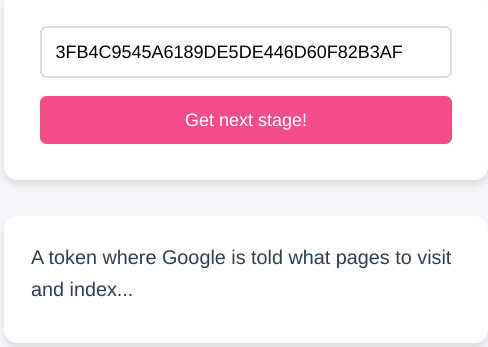 3FB4C9545A6189DE5DE446D60F82B3AF
Get next stage!
A token where Google is told what pages to visit
and index...